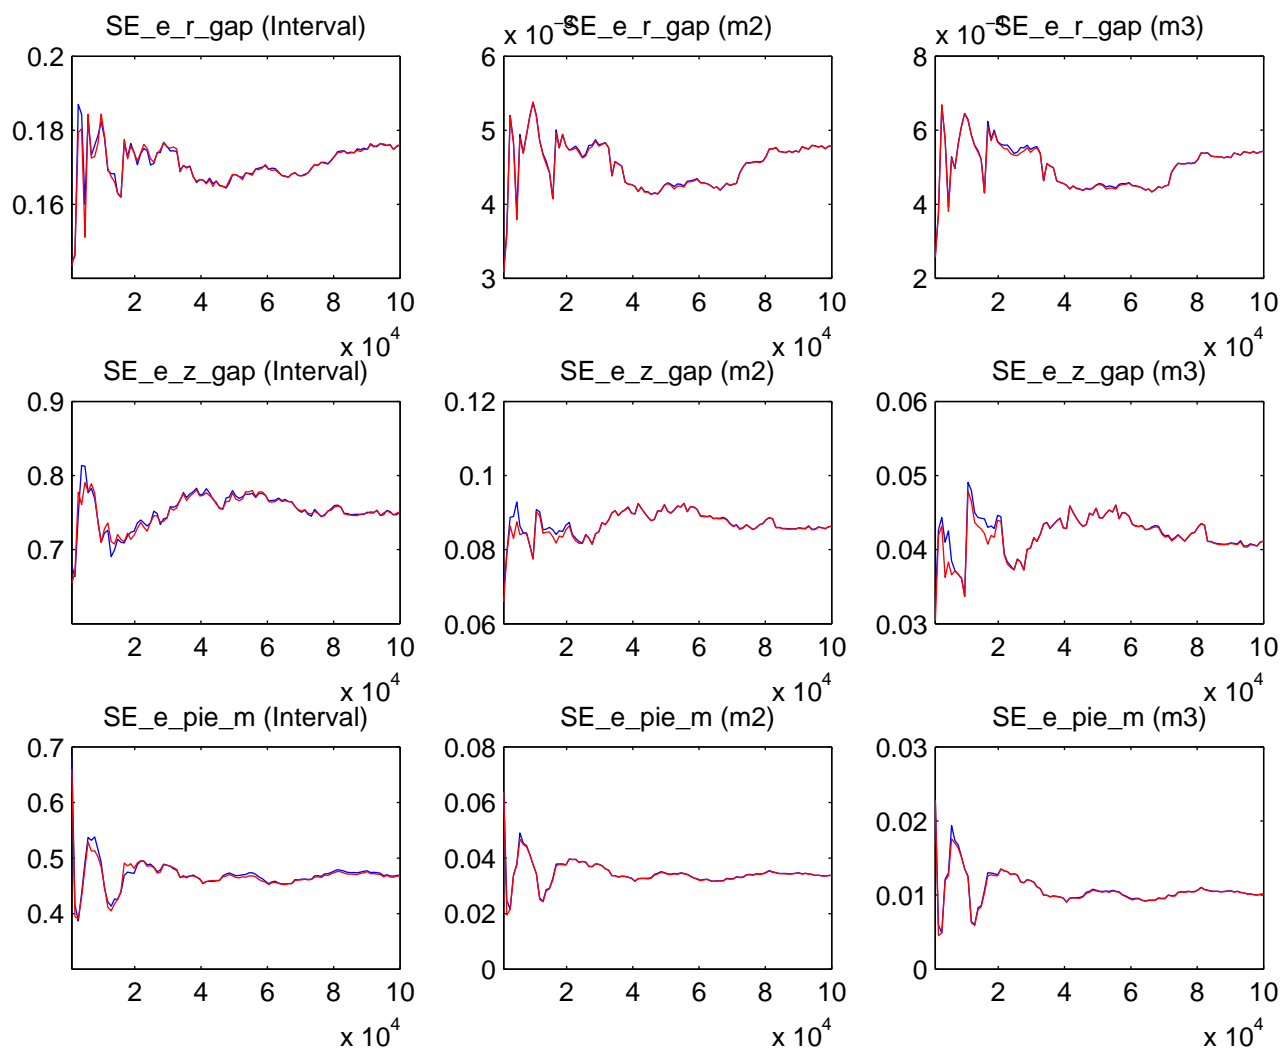 SE_e_r_gap (Interval)
0.2
0.18
0.16
2 4 6 8 10
x 10^4
x 10^-3
SE_e_r_gap (m2)
6
5
4
3
2 4 6 8 10
x 10^4
x 10^-4
SE_e_r_gap (m3)
8
6
4
2
2 4 6 8 10
x 10^4
SE_e_z_gap (Interval)
0.9
0.8
0.7
2 4 6 8 10
x 10^4
SE_e_z_gap (m2)
0.12
0.1
0.08
0.06
2 4 6 8 10
x 10^4
SE_e_z_gap (m3)
0.06
0.05
0.04
0.03
2 4 6 8 10
x 10^4
SE_e_pie_m (Interval)
0.7
0.6
0.5
0.4
2 4 6 8 10
x 10^4
SE_e_pie_m (m2)
0.08
0.06
0.04
0.02
0
2 4 6 8 10
x 10^4
SE_e_pie_m (m3)
0.03
0.02
0.01
0
2 4 6 8 10
x 10^4